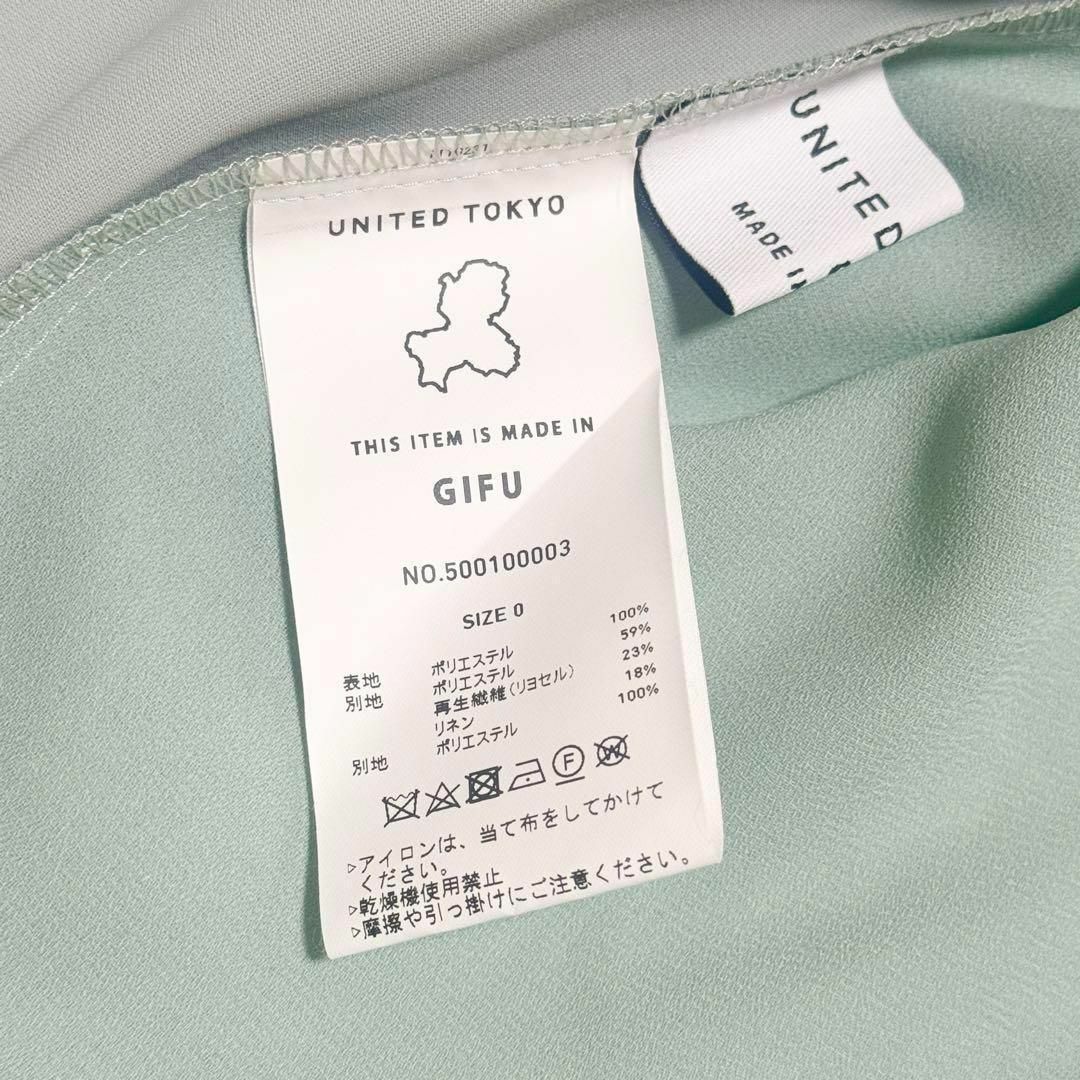 UNITED TOKYO
THIS ITEM IS MADE IN
GIFU
NO.500100003
SIZE 0
表地 ポリエステル 100%
別地 ポリエステル 59%
再生繊維(リヨセル) 23%
リネン 18%
別地 ポリエステル 100%
P
W
▷アイロンは、当て布をしてかけて
ください。
▷乾燥機使用禁止
▷摩擦や引っ掛けにご注意ください。
UNITED
MADE IN